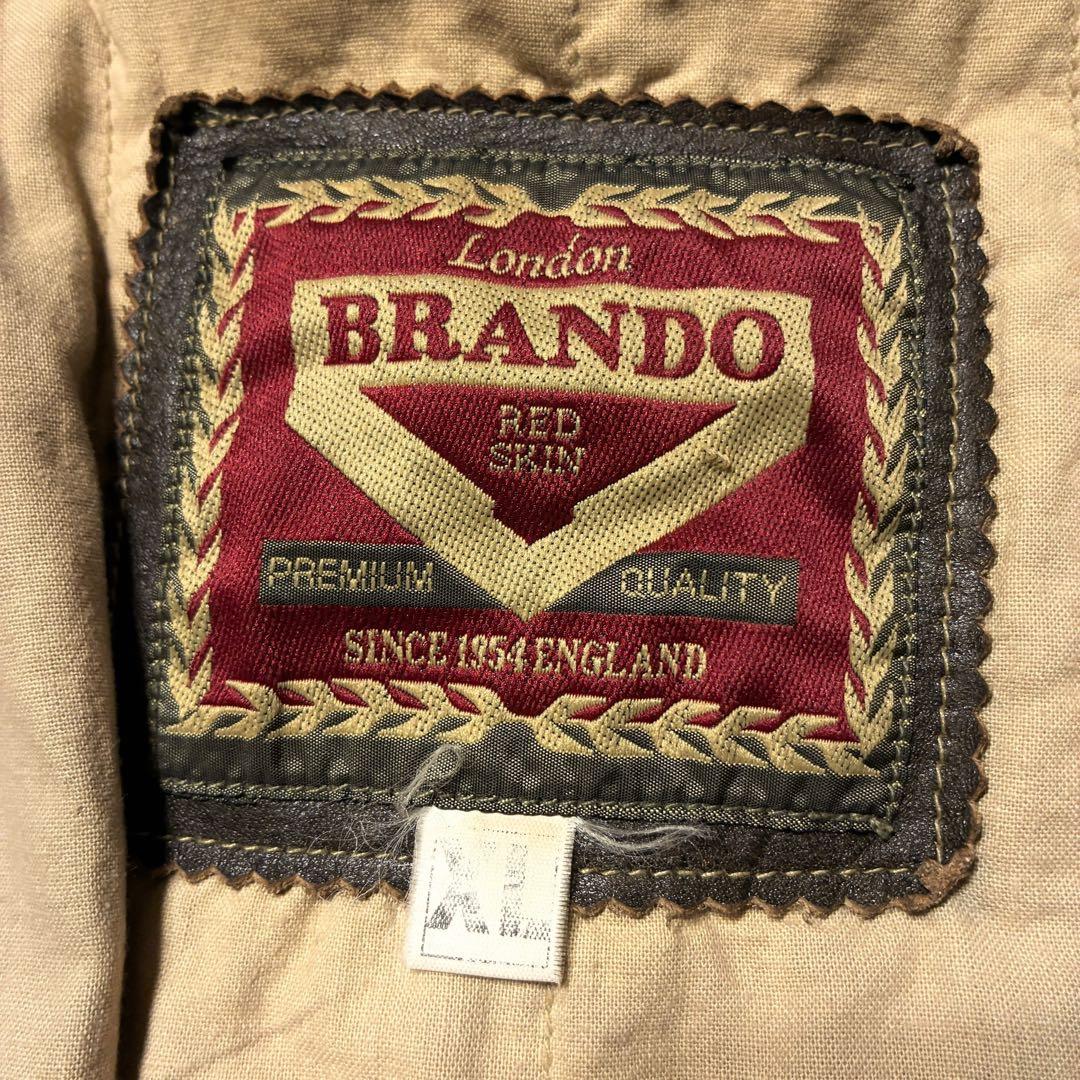 London
BRANDO
RED
SKIN
PREMIUM QUALITY
SINCE 1954 ENGLAND
XL